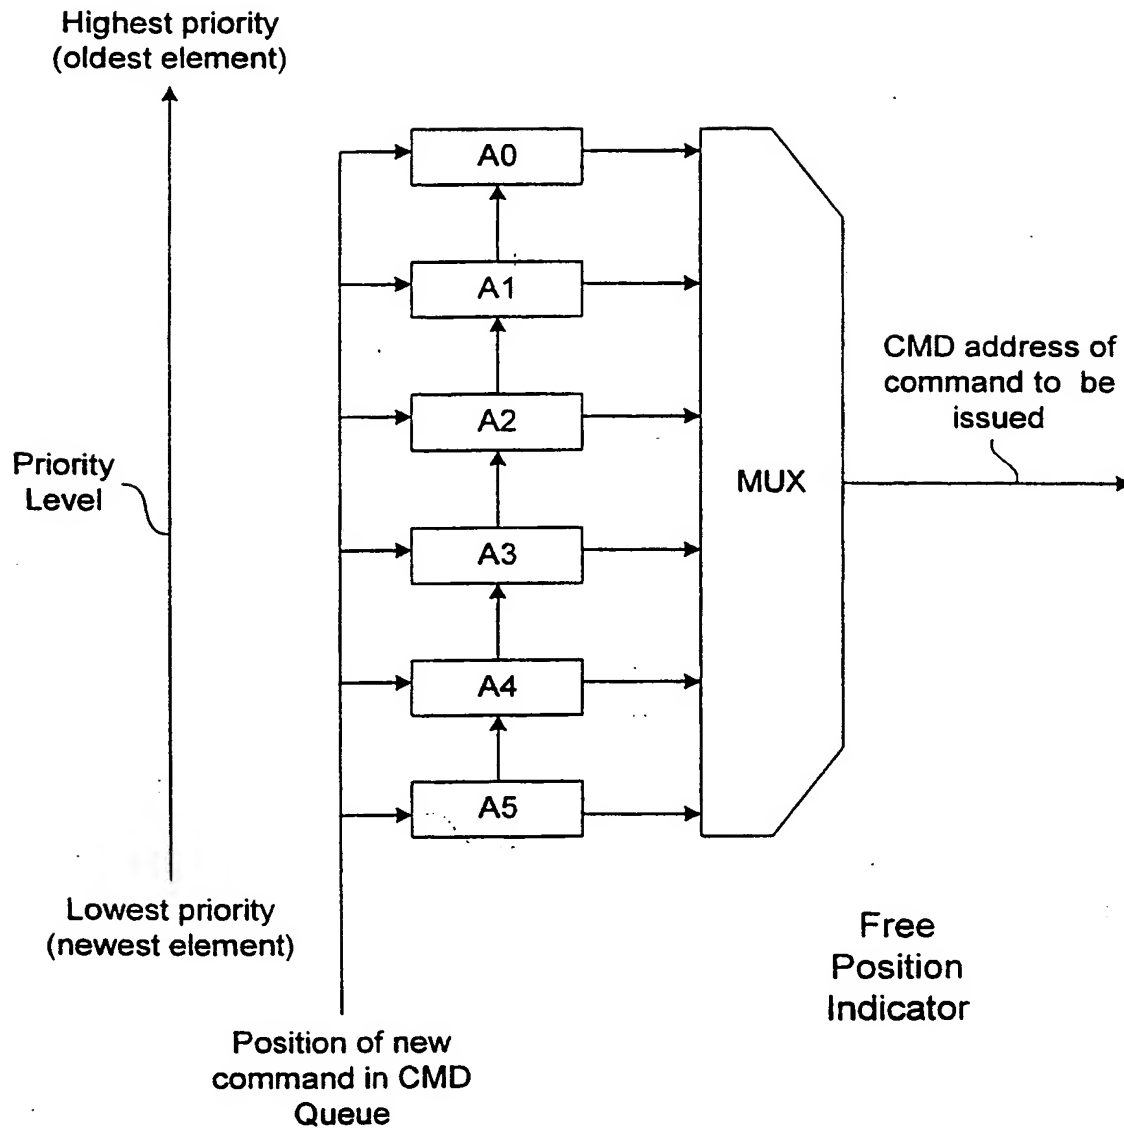 Highest priority
(oldest element)
A0
A1
CMD address of
command to be
issued
A2
Priority
Level
MUX
A3
A4
A5
Lowest priority
(newest element)
Free
Position
Indicator
Position of new
command in CMD
Queue